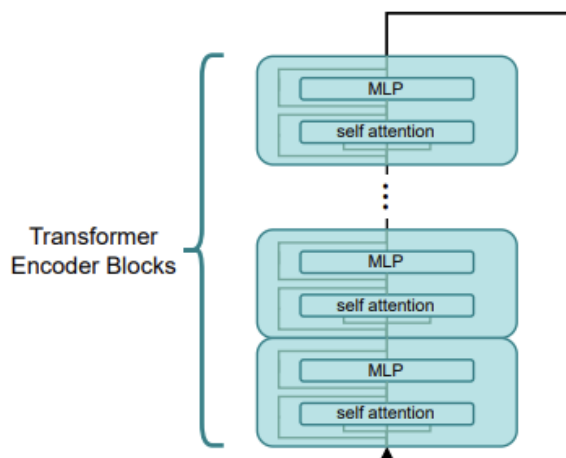 MLP
self attention
Transformer
Encoder Blocks
MLP
self attention
MLP
self attention